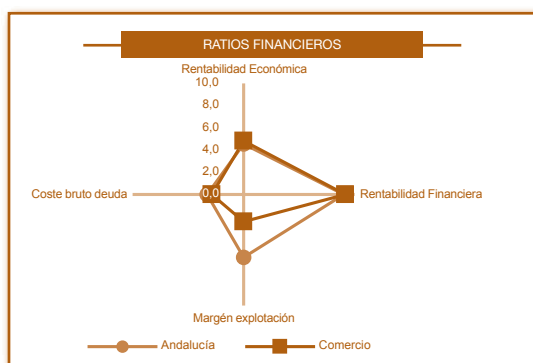 RATIOS FINANCIEROS
Rentabilidad Económica
10,0
8,0
6,0
4,0
2,0
0,0
Coste bruto deuda
Rentabilidad Financiera
Margén explotación
Andalucía
Comercio